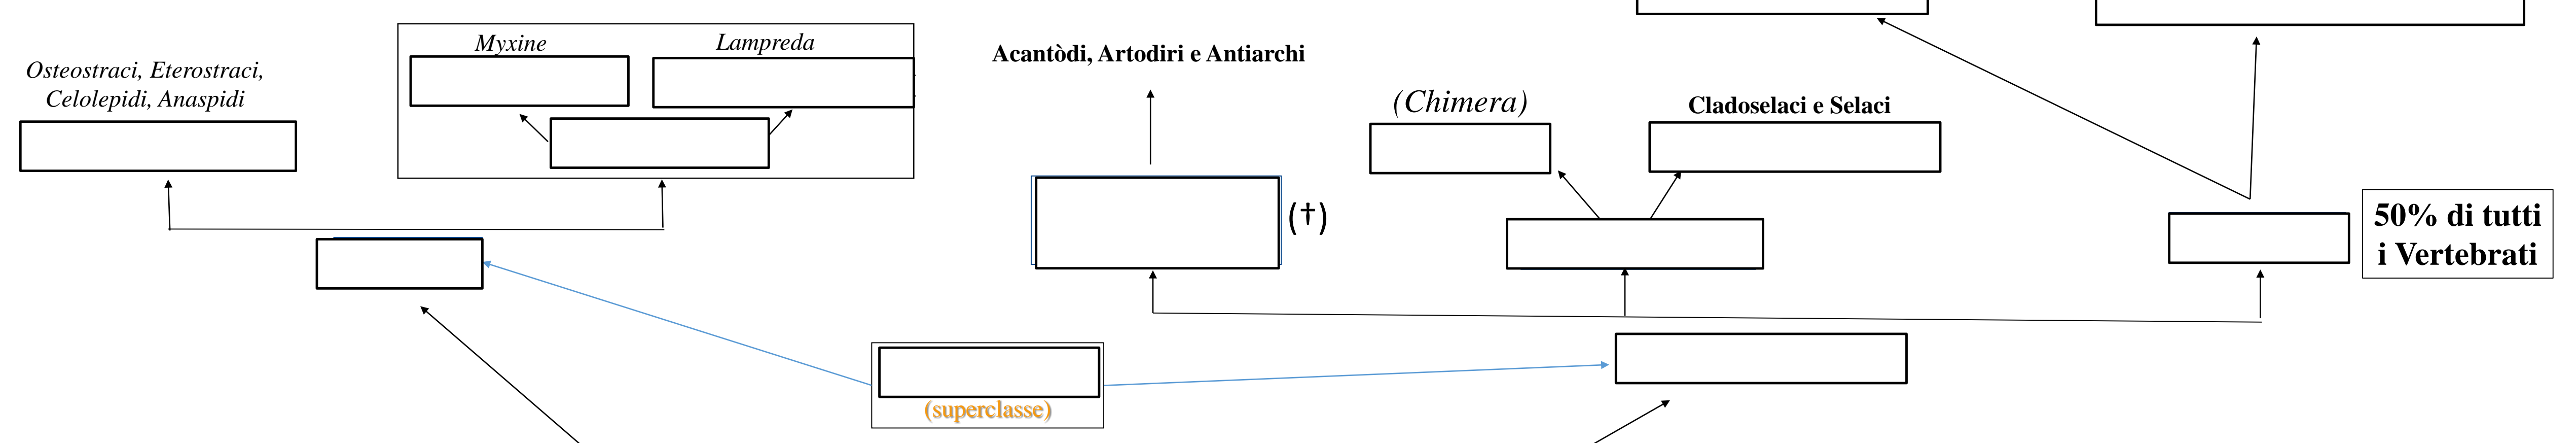 Myxine
Lampreda
Osteostraci, Eterostraci,
Celolepidi, Anaspidi
Acantòdi, Artodiri e Antiarchi
(Chimera)
Cladoselaci e Selaci
(†)
50% di tutti
i Vertebrati
(superclasse)